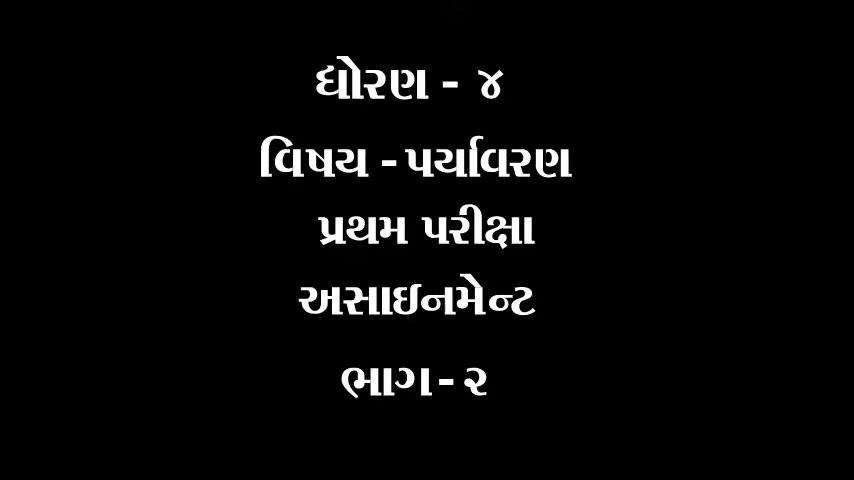 ધોરણ - ૪
વિષય - પર્યાવરણ
પ્રથમ પરીક્ષા
અસાઇનમેન્ટ
ભાગ - ૨